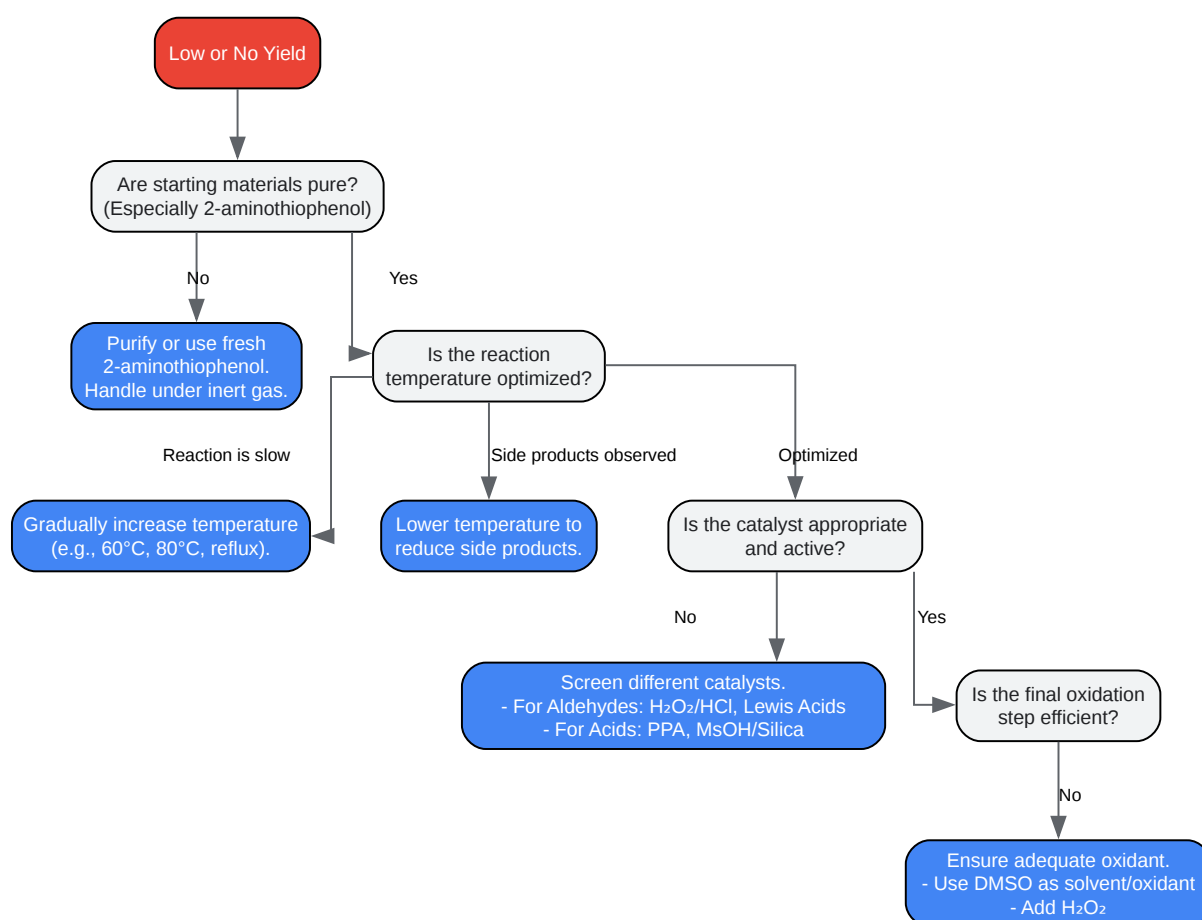 Low or No Yield
Are starting materials pure?
(Especially 2-aminothiophenol)
No
Yes
Purify or use fresh
2-aminothiophenol.
Handle under inert gas.
Is the reaction
temperature optimized?
Reaction is slow
Side products observed
Optimized
Gradually increase temperature
(e.g., 60°C, 80°C, reflux).
Lower temperature to
reduce side products.
Is the catalyst appropriate
and active?
No
Yes
Screen different catalysts.
- For Aldehydes: H₂O₂/HCl, Lewis Acids
- For Acids: PPA, MsOH/Silica
Is the final oxidation
step efficient?
No
Ensure adequate oxidant.
- Use DMSO as solvent/oxidant
- Add H₂O₂